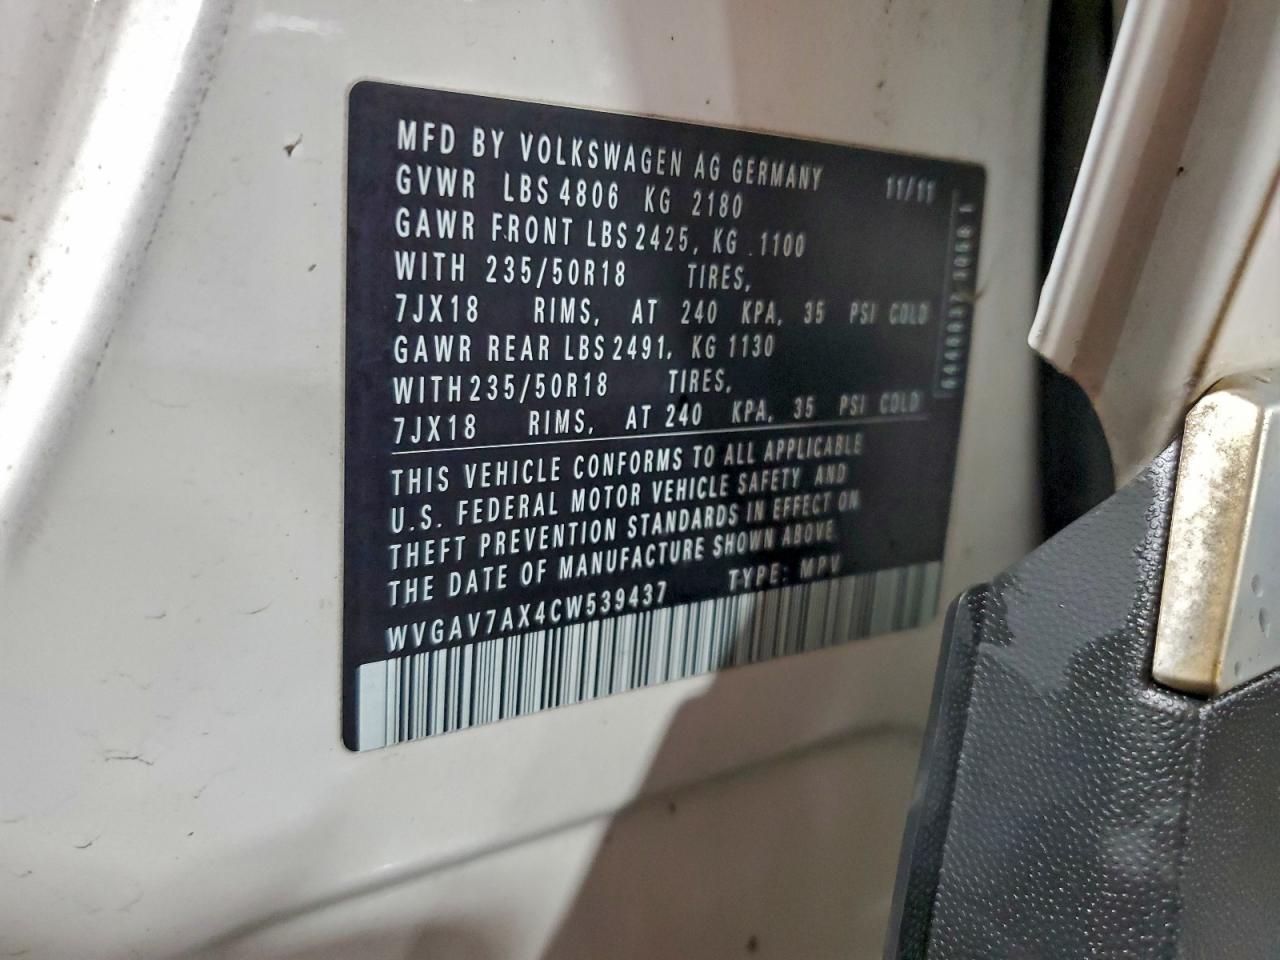 MFD BY VOLKSWAGEN AG GERMANY 11/11
GVWR LBS 4806 KG 2180
GAWR FRONT LBS 2425, KG 1100
WITH 235/50R18 TIRES,
7JX18 RIMS, AT 240 KPA, 35 PSI COLD
GAWR REAR LBS 2491, KG 1130
WITH 235/50R18 TIRES,
7JX18 RIMS, AT 240 KPA, 35 PSI COLD
THIS VEHICLE CONFORMS TO ALL APPLICABLE
U.S. FEDERAL MOTOR VEHICLE SAFETY AND
THEFT PREVENTION STANDARDS IN EFFECT ON
THE DATE OF MANUFACTURE SHOWN ABOVE
WVGAV7AX4CW539437 TYPE: MPV